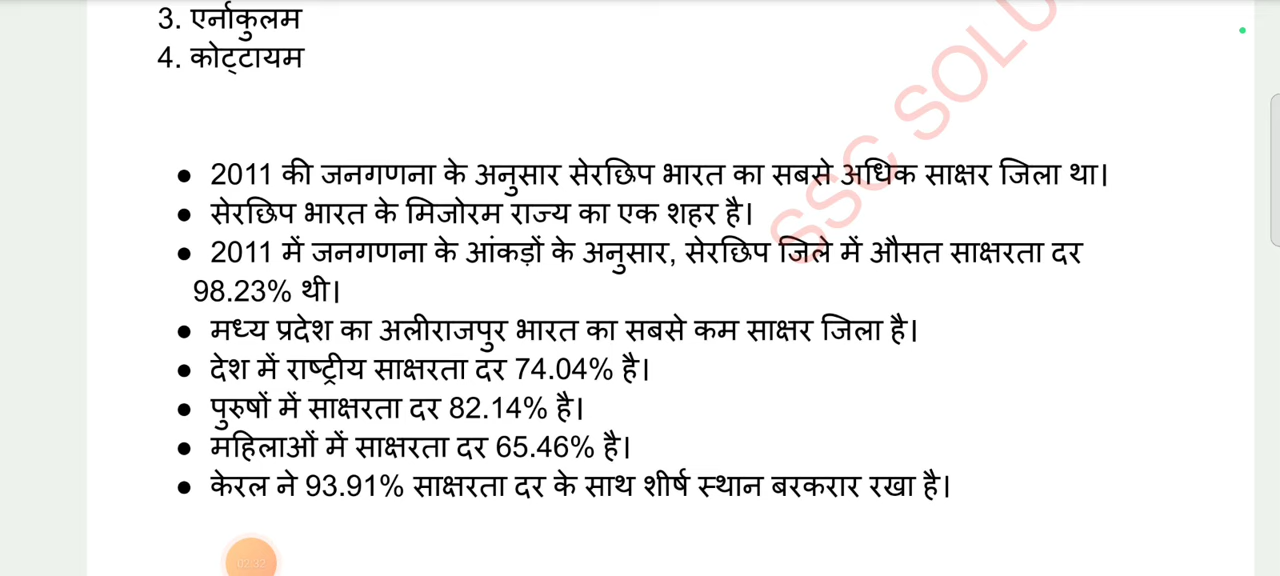 3. एर्नाकुलम
4. कोट्टायम
● 2011 की जनगणना के अनुसार सेरछिप भारत का सबसे अधिक साक्षर जिला था।
● सेरछिप भारत के मिजोरम राज्य का एक शहर है।
● 2011 में जनगणना के आंकड़ों के अनुसार, सेरछिप जिले में औसत साक्षरता दर
98.23% थी।
● मध्य प्रदेश का अलीराजपुर भारत का सबसे कम साक्षर जिला है।
● देश में राष्ट्रीय साक्षरता दर 74.04% है।
● पुरुषों में साक्षरता दर 82.14% है।
● महिलाओं में साक्षरता दर 65.46% है।
● केरल ने 93.91% साक्षरता दर के साथ शीर्ष स्थान बरकरार रखा है।
SSC SOLU